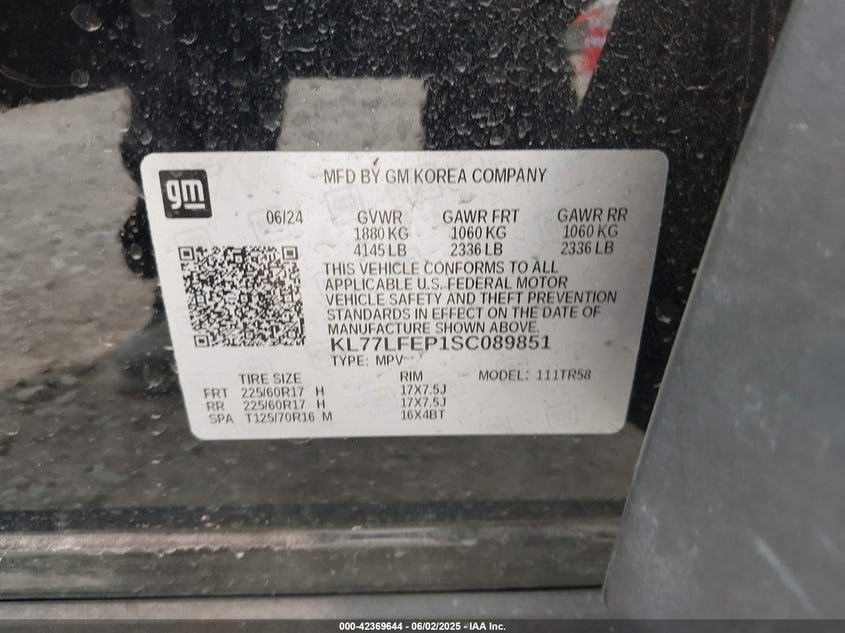 gm
MFD BY GM KOREA COMPANY
06/24 GVWR GAWR FRT GAWR RR
1880 KG 1060 KG 1060 KG
4145 LB 2336 LB 2336 LB
THIS VEHICLE CONFORMS TO ALL
APPLICABLE U.S. FEDERAL MOTOR
VEHICLE SAFETY AND THEFT PREVENTION
STANDARDS IN EFFECT ON THE DATE OF
MANUFACTURE SHOWN ABOVE.
KL77LFEP1SC089851
TYPE: MPV
TIRE SIZE RIM MODEL: 111TR58
FRT 225/60R17 H 17X7.5J
RR 225/60R17 H 17X7.5J
SPA T125/70R16 M 16X4BT
000-42369644 / 06/02/2025 - IAA Inc.